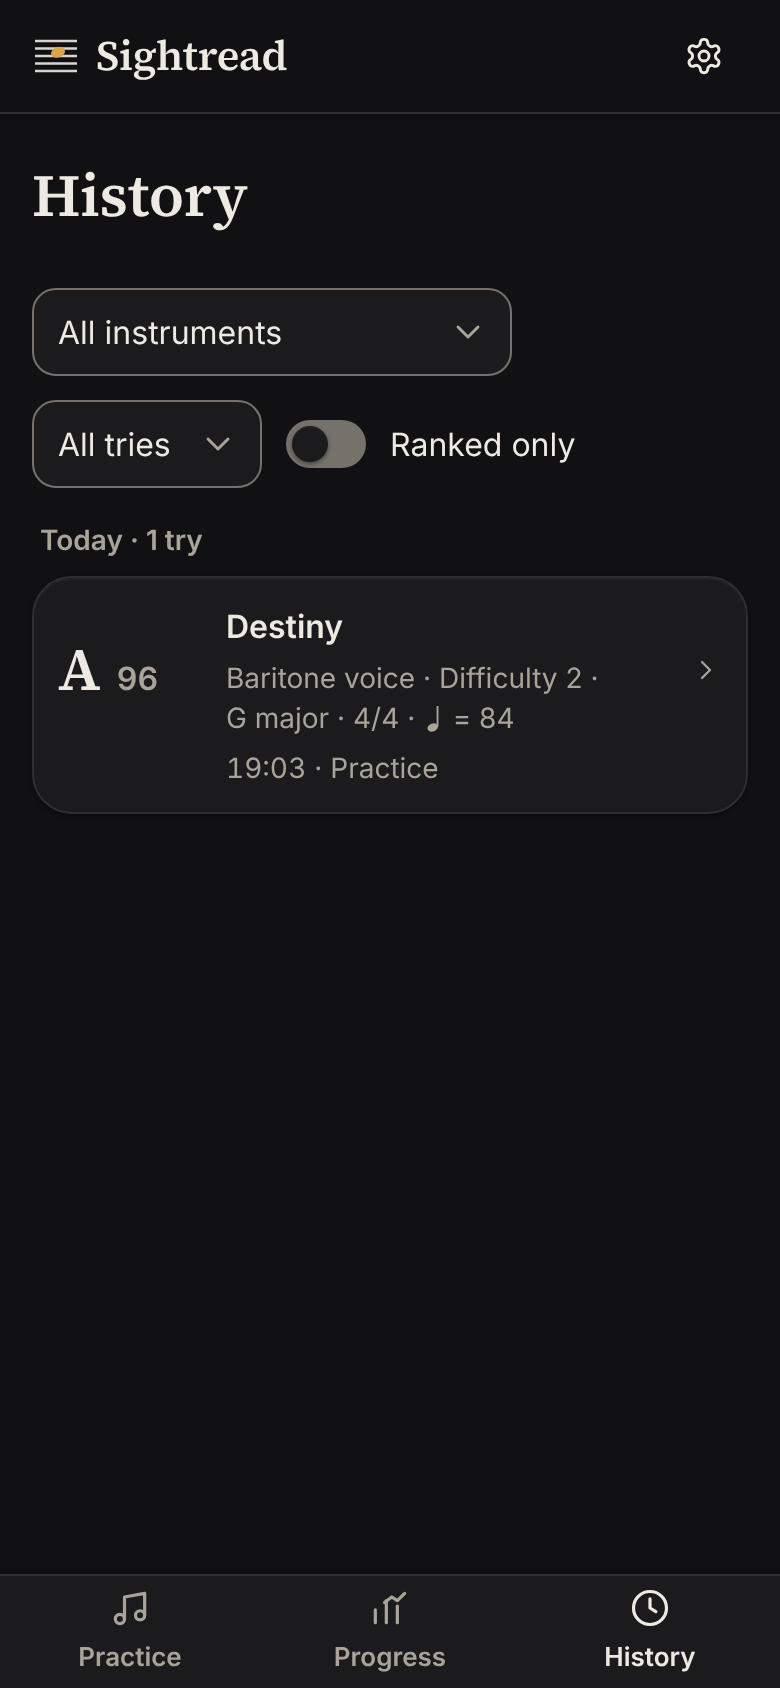 Sightread
History
All instruments
All tries
Ranked only
Today · 1 try
A 96
Destiny
Baritone voice · Difficulty 2 ·
G major · 4/4 · ♩ = 84
19:03 · Practice
Practice
Progress
History